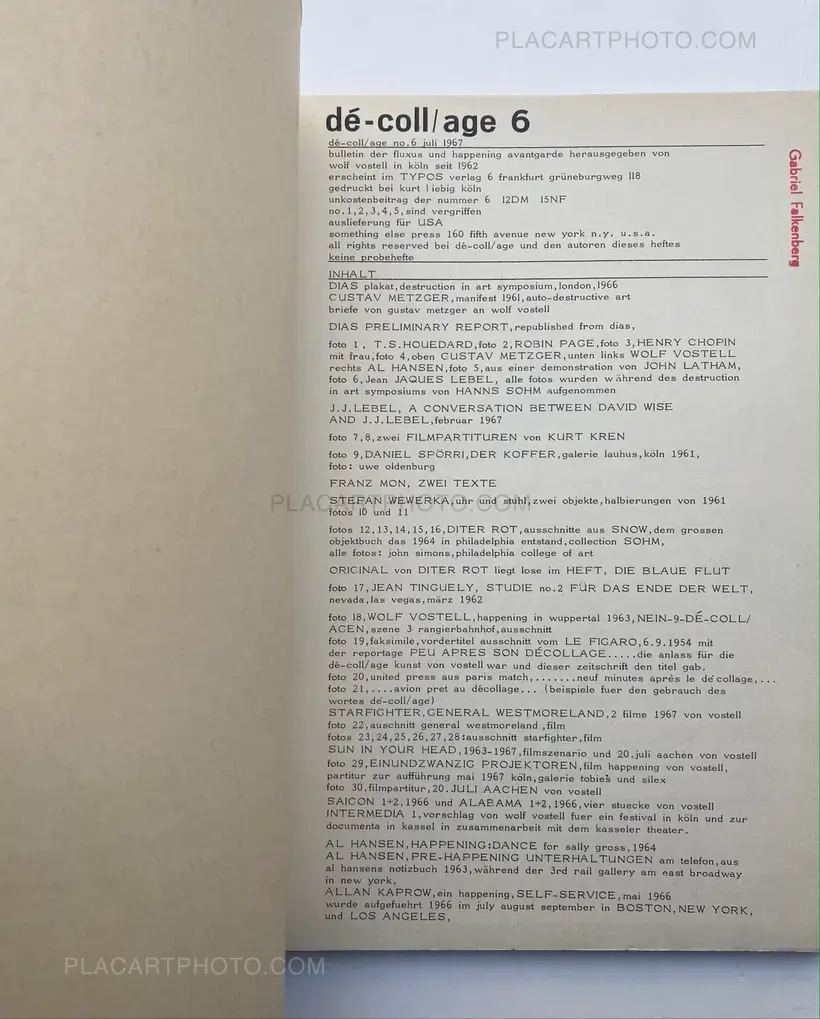 PLACARTPHOTO.COM
dé-coll/age 6
dé-coll/age no.6 juli 1967
bulletin der fluxus und happening avantgarde herausgegeben von
wolf vostell in köln seit 1962
erscheint im TYPOS verlag 6 frankfurt grüneburgweg 118
gedruckt bei kurt liebig köln
unkostenbeitrag der nummer 6 12DM 15NF
no.1,2,3,4,5,sind vergriffen
auslieferung für USA
something else press 160 fifth avenue new york n.y. u.s.a.
all rights reserved bei dé-coll/age und den autoren dieses heftes
keine probehefte
Gabriel Falkenberg
INHALT
DIAS plakat,destruction in art symposium,london,1966
GUSTAV METZGER,manifest 1961,auto-destructive art
briefe von gustav metzger an wolf vostell
DIAS PRELIMINARY REPORT,republished from dias,
foto 1, T.S.HOUEDARD,foto 2,ROBIN PAGE,foto 3,HENRY CHOPIN
mit frau,foto 4,oben GUSTAV METZGER,unten links WOLF VOSTELL
rechts AL HANSEN,foto 5,aus einer demonstration von JOHN LATHAM,
foto 6,Jean JAQUES LEBEL, alle fotos wurden während des destruction
in art symposiums von HANNS SOHM aufgenommen
J.J.LEBEL, A CONVERSATION BETWEEN DAVID WISE
AND J.J.LEBEL,februar 1967
foto 7,8,zwei FILMPARTITUREN von KURT KREN
foto 9,DANIEL SPÖRRI,DER KOFFER,galerie lauhus,köln 1961,
foto: uwe oldenburg
FRANZ MON, ZWEI TEXTE
PLACARTPHOTO.COM
STEFAN WEWERKA,uhr und stuhl,zwei objekte,halbierungen von 1961
fotos 10 und 11
fotos 12,13,14,15,16,DITER ROT,ausschnitte aus SNOW,dem grossen
objektbuch das 1964 in philadelphia entstand,collection SOHM,
alle fotos: john simons,philadelphia college of art
ORIGINAL von DITER ROT liegt lose im HEFT, DIE BLAUE FLUT
foto 17,JEAN TINGUELY, STUDIE no.2 FÜR DAS ENDE DER WELT,
nevada,las vegas,märz 1962
foto 18,WOLF VOSTELL,happening in wuppertal 1963,NEIN-9-DÉ-COLL/
AGEN,szene 3 rangierbahnhof,ausschnitt
foto 19,faksimile,vordertitel ausschnitt vom LE FIGARO,6.9.1954 mit
der reportage PEU APRES SON DÉCOLLAGE.....die anlass für die
dé-coll/age kunst von vostell war und dieser zeitschrift den titel gab.
foto 20,united press aus paris match,.......neuf minutes après le décollage,...
foto 21,....avion pret au décollage... (beispiele fuer den gebrauch des
wortes dé-coll/age)
STARFIGHTER,GENERAL WESTMORELAND,2 filme 1967 von vostell
foto 22,auschnitt general westmoreland,film
fotos 23,24,25,26,27,28:ausschnitt starfighter,film
SUN IN YOUR HEAD,1963-1967,filmszenario und 20.juli aachen von vostell
foto 29,EINUNDZWANZIG PROJEKTOREN,film happening von vostell,
partitur zur aufführung mai 1967 köln,galerie tobiès und silex
foto 30,filmpartitur,20.JULI AACHEN von vostell
SAIGON 1+2,1966 und ALABAMA 1+2,1966,vier stuecke von vostell
INTERMEDIA 1,vorschlag von wolf vostell fuer ein festival in köln und zur
documenta in kassel in zusammenarbeit mit dem kasseler theater.
AL HANSEN,HAPPENING:DANCE for sally gross,1964
AL HANSEN,PRE-HAPPENING UNTERHALTUNGEN am telefon,aus
al hansens notizbuch 1963,während der 3rd rail gallery am east broadway
in new york,
ALLAN KAPROW,ein happening,SELF-SERVICE,mai 1966
wurde aufgefuehrt 1966 im july august september in BOSTON,NEW YORK,
und LOS ANGELES,
PLACARTPHOTO.COM